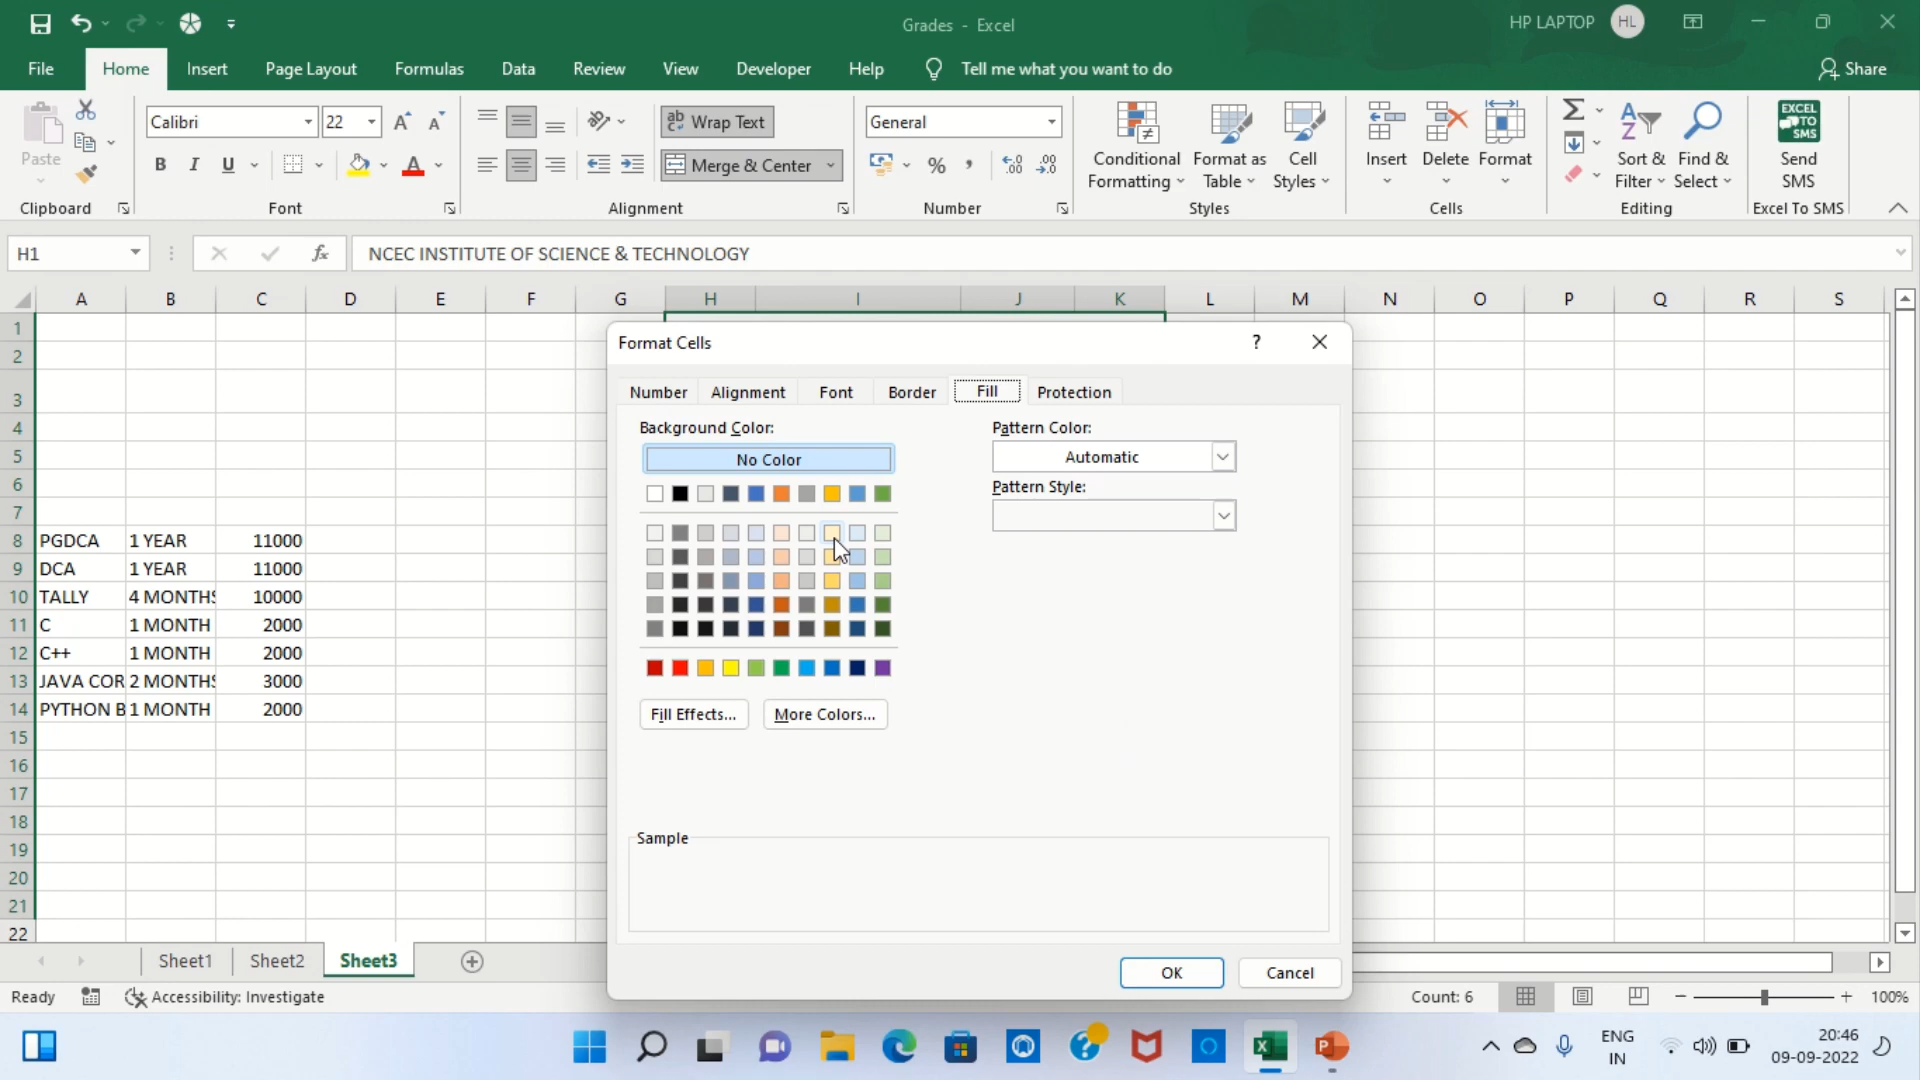 Grades - Excel
HP LAPTOP HL
File Home Insert Page Layout Formulas Data Review View Developer Help Tell me what you want to do Share
Paste
Clipboard
Calibri 22
B I U A
Font
Wrap Text
Merge & Center
Alignment
General
% ,
Number
Conditional Formatting
Format as Table
Cell Styles
Styles
Insert Delete Format
Cells
Sort & Filter
Find & Select
Editing
EXCEL TO SMS
Send SMS
Excel To SMS
H1 fx NCEC INSTITUTE OF SCIENCE & TECHNOLOGY
A B C D E F G H I J K L M N O P Q R S
1
2
3
4
5
6
7
8 PGDCA 1 YEAR 11000
9 DCA 1 YEAR 11000
10 TALLY 4 MONTHS 10000
11 C 1 MONTH 2000
12 C++ 1 MONTH 2000
13 JAVA COR 2 MONTHS 3000
14 PYTHON B 1 MONTH 2000
15
16
17
18
19
20
21
22
Format Cells ?
Number Alignment Font Border Fill Protection
Background Color:
No Color
Pattern Color:
Automatic
Pattern Style:
Fill Effects... More Colors...
Sample
OK Cancel
Sheet1 Sheet2 Sheet3
Ready Accessibility: Investigate Count: 6 100%
ENG IN
20:46
09-09-2022